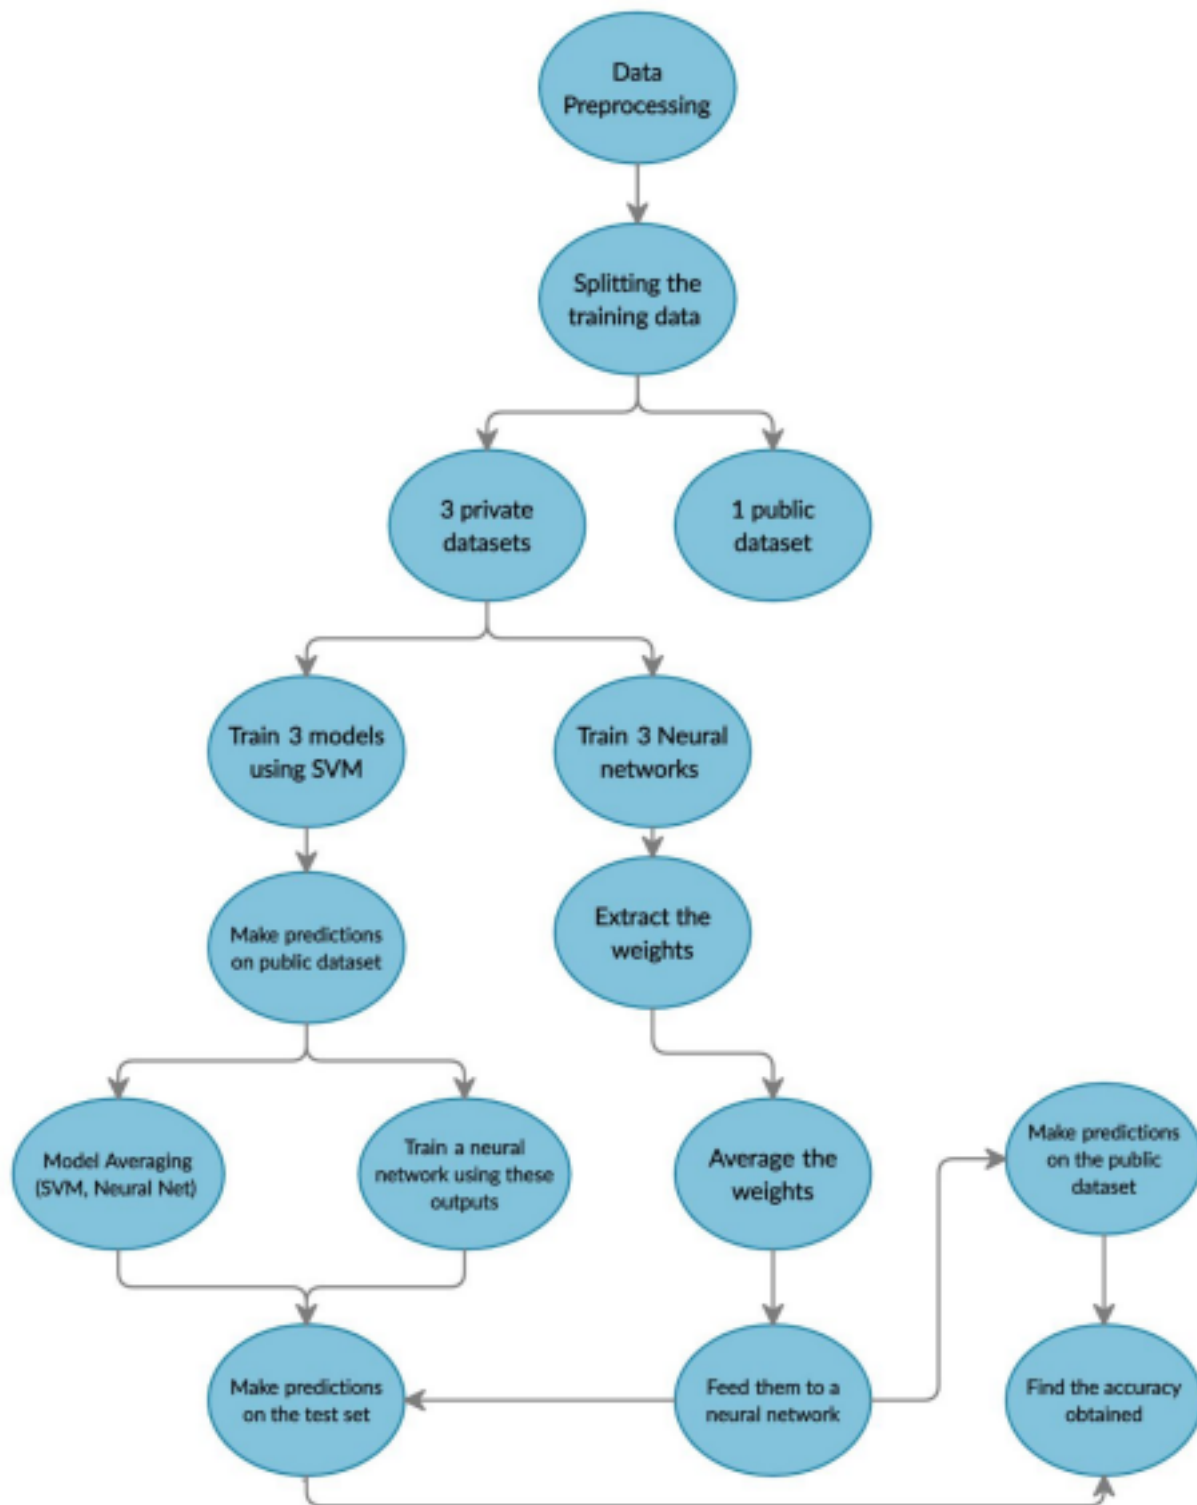 Data
Preprocessing
Splitting the
training data
3 private
datasets
1 public
dataset
Train 3 models
using SVM
Train 3 Neural
networks
Make predictions
on public dataset
Extract the
weights
Model Averaging
(SVM, Neural Net)
Train a neural
network using these
outputs
Average the
weights
Make predictions
on the public
dataset
Make predictions
on the test set
Feed them to a
neural network
Find the accuracy
obtained